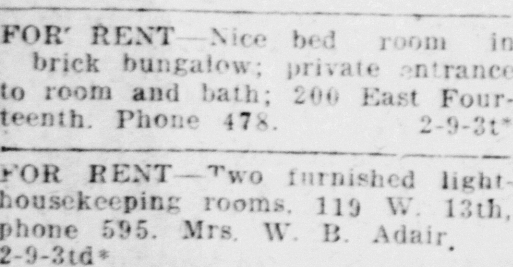 FOR RENT—Nice bed room in
brick bungalow; private entrance
to room and bath; 200 East Four-
teenth. Phone 478. 2-9-3t*
FOR RENT—Two furnished light-
housekeeping rooms. 119 W. 13th,
phone 595. Mrs. W. B. Adair.
2-9-3td*